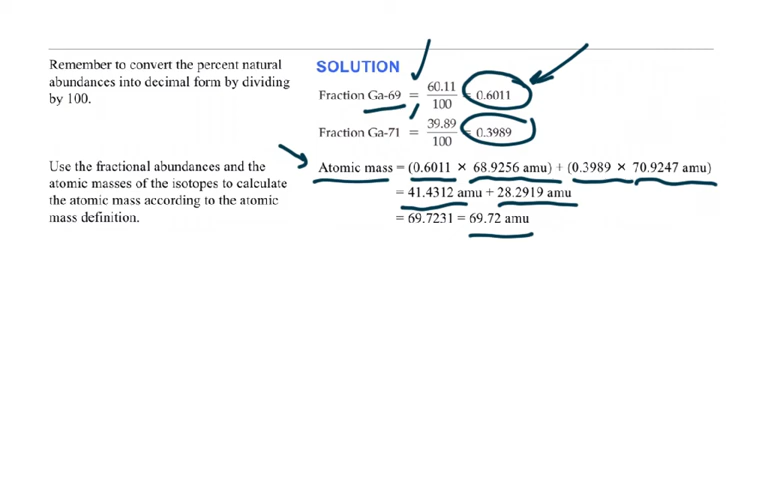 Remember to convert the percent natural
abundances into decimal form by dividing
by 100.
SOLUTION
Fraction Ga-69 = 60.11/100 = 0.6011
Fraction Ga-71 = 39.89/100 = 0.3989
Use the fractional abundances and the
atomic masses of the isotopes to calculate
the atomic mass according to the atomic
mass definition.
Atomic mass = (0.6011 × 68.9256 amu) + (0.3989 × 70.9247 amu)
= 41.4312 amu + 28.2919 amu
= 69.7231 = 69.72 amu